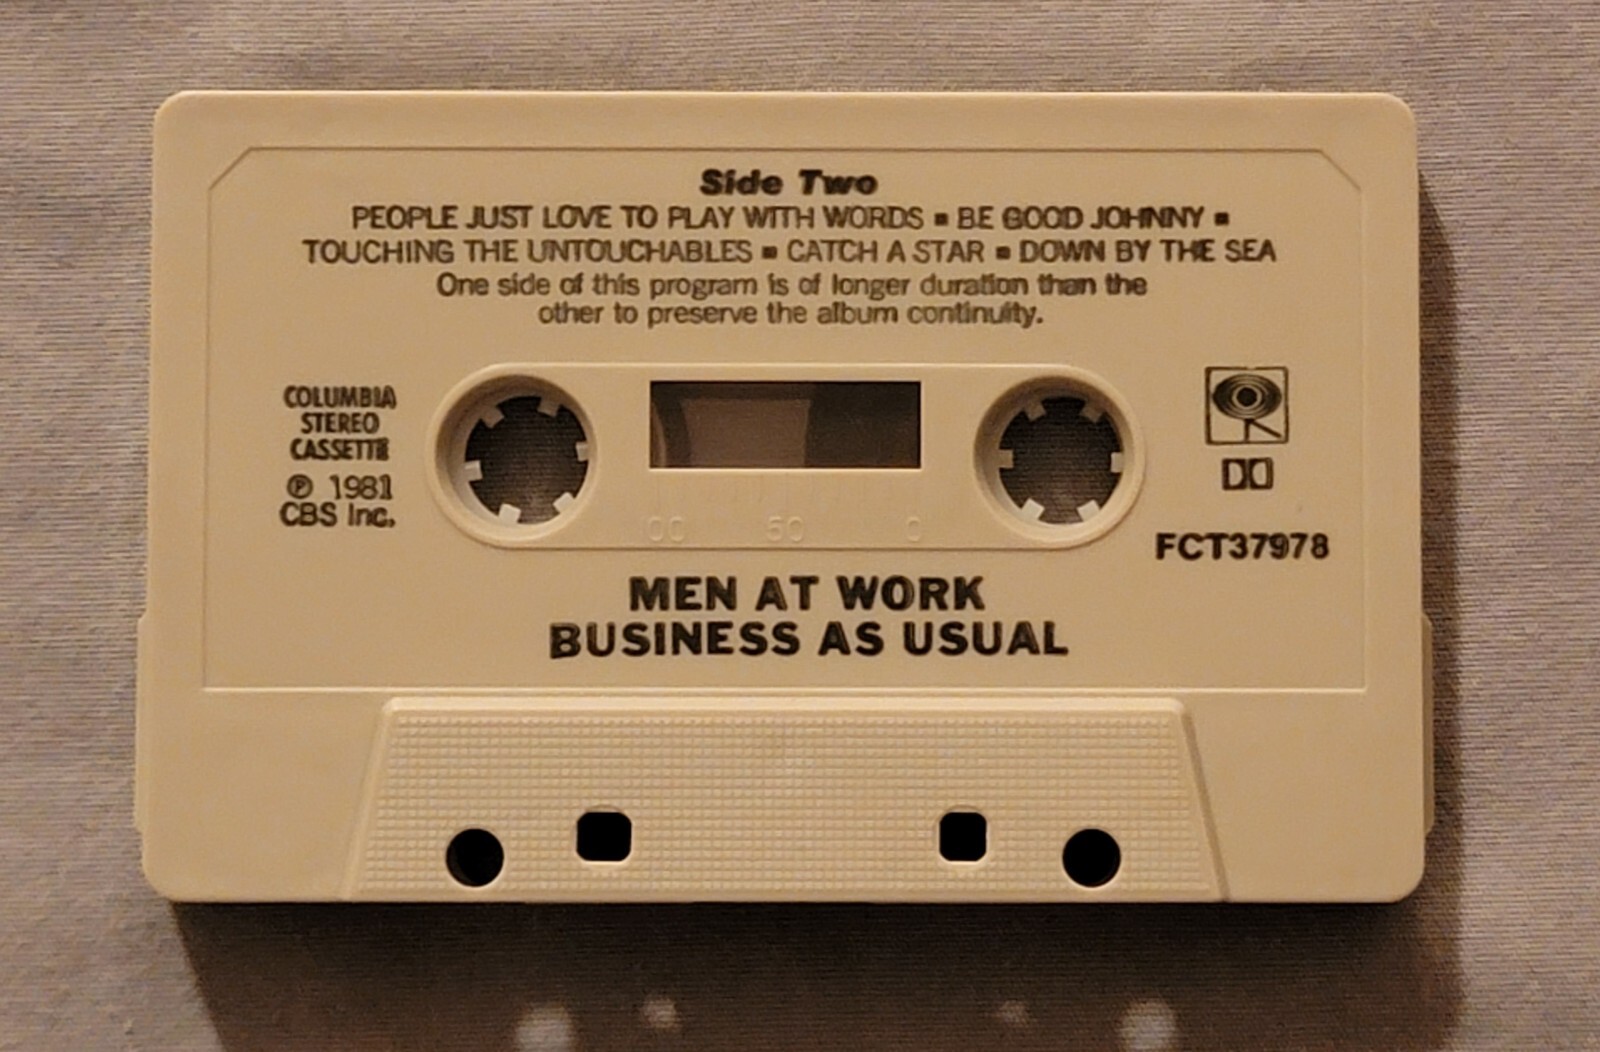 Side Two
PEOPLE JUST LOVE TO PLAY WITH WORDS ▪ BE GOOD JOHNNY ▪
TOUCHING THE UNTOUCHABLES ▪ CATCH A STAR ▪ DOWN BY THE SEA
One side of this program is of longer duration than the
other to preserve the album continuity.
COLUMBIA
STEREO
CASSETTE
℗ 1981
CBS Inc.
00 50 0
FCT37978
MEN AT WORK
BUSINESS AS USUAL